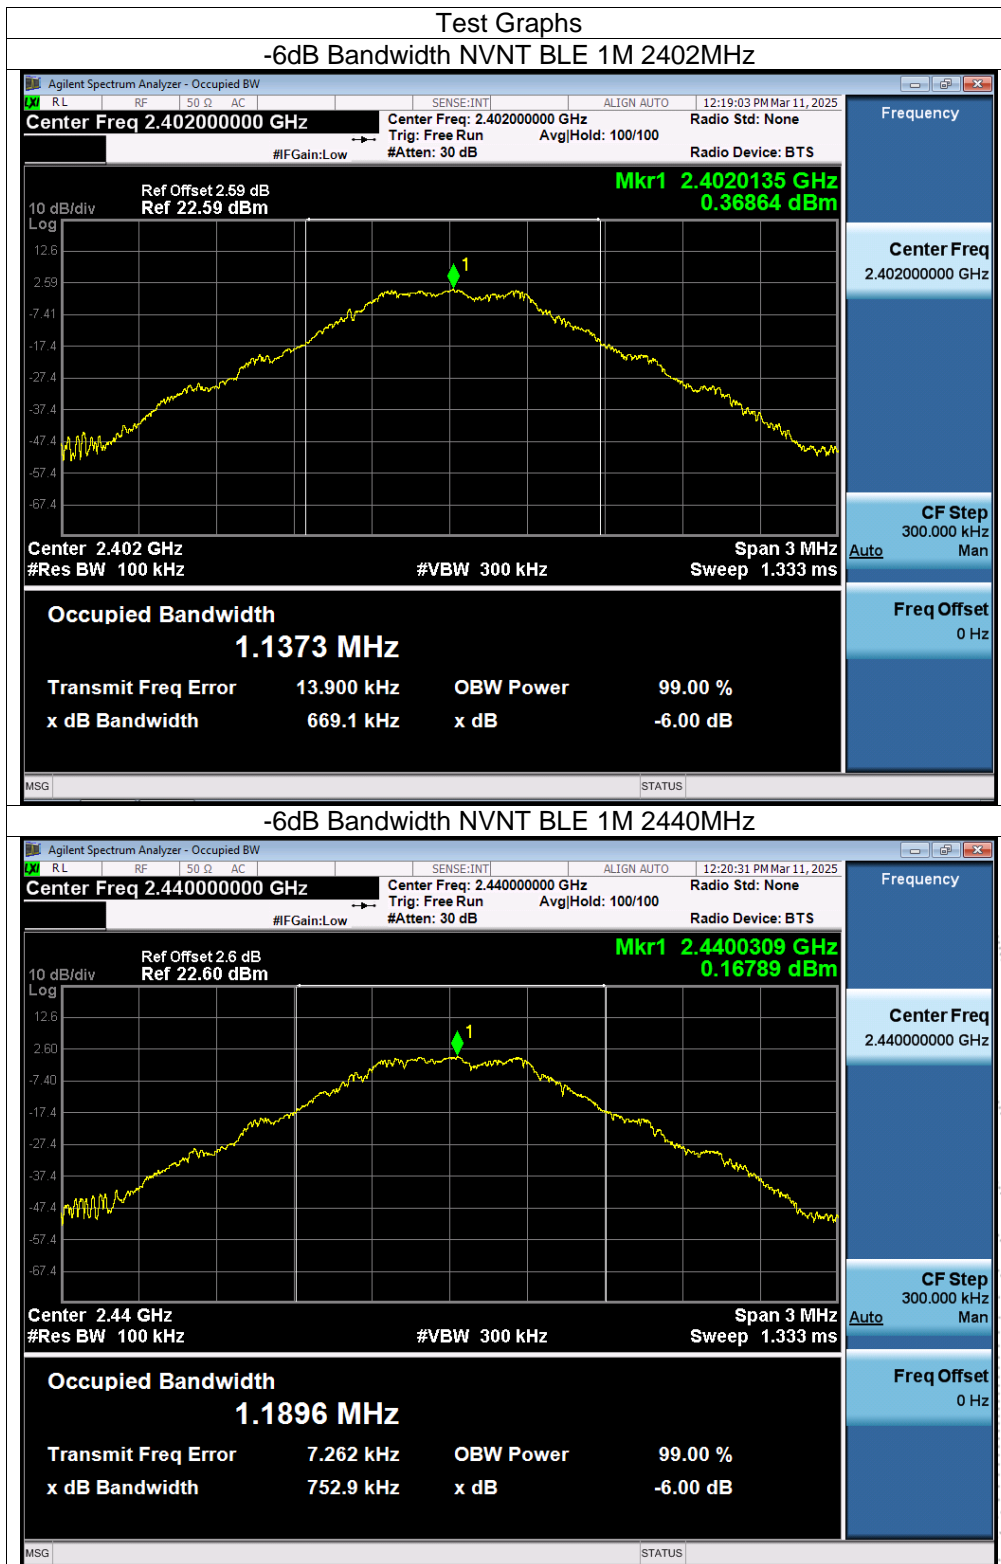 Test Graphs
-6dB Bandwidth NVNT BLE 1M 2402MHz
Agilent Spectrum Analyzer - Occupied BW
LXI RL RF 50 Ω AC SENSE:INT ALIGN AUTO 12:19:03 PM Mar 11, 2025
Center Freq 2.402000000 GHz
Center Freq: 2.402000000 GHz
Radio Std: None
Trig: Free Run Avg|Hold: 100/100
#IFGain:Low #Atten: 30 dB Radio Device: BTS
Frequency
Mkr1 2.4020135 GHz
0.36864 dBm
Ref Offset 2.59 dB
10 dB/div Ref 22.59 dBm
Log
12.6
1
2.59
-7.41
-17.4
-27.4
-37.4
-47.4
-57.4
-67.4
Center 2.402 GHz Span 3 MHz
#Res BW 100 kHz #VBW 300 kHz Sweep 1.333 ms
Center Freq
2.402000000 GHz
CF Step
300.000 kHz
Auto Man
Freq Offset
0 Hz
Occupied Bandwidth
1.1373 MHz
Transmit Freq Error 13.900 kHz OBW Power 99.00 %
x dB Bandwidth 669.1 kHz x dB -6.00 dB
MSG STATUS
-6dB Bandwidth NVNT BLE 1M 2440MHz
Agilent Spectrum Analyzer - Occupied BW
LXI RL RF 50 Ω AC SENSE:INT ALIGN AUTO 12:20:31 PM Mar 11, 2025
Center Freq 2.440000000 GHz
Center Freq: 2.440000000 GHz
Radio Std: None
Trig: Free Run Avg|Hold: 100/100
#IFGain:Low #Atten: 30 dB Radio Device: BTS
Frequency
Mkr1 2.4400309 GHz
0.16789 dBm
Ref Offset 2.6 dB
10 dB/div Ref 22.60 dBm
Log
12.6
1
2.60
-7.40
-17.4
-27.4
-37.4
-47.4
-57.4
-67.4
Center 2.44 GHz Span 3 MHz
#Res BW 100 kHz #VBW 300 kHz Sweep 1.333 ms
Center Freq
2.440000000 GHz
CF Step
300.000 kHz
Auto Man
Freq Offset
0 Hz
Occupied Bandwidth
1.1896 MHz
Transmit Freq Error 7.262 kHz OBW Power 99.00 %
x dB Bandwidth 752.9 kHz x dB -6.00 dB
MSG STATUS